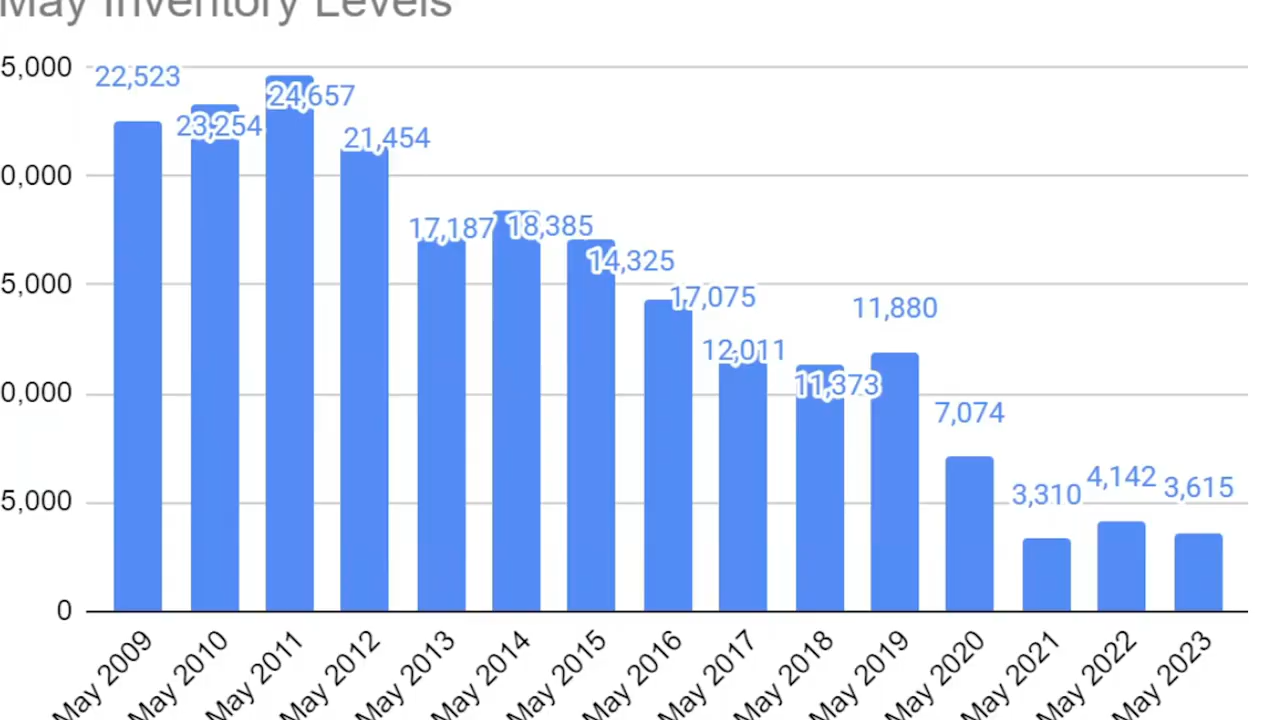 May Inventory Levels
5,000
22,523
23,254
24,657
21,454
0,000
17,187
18,385
14,325
5,000
17,075
12,011
11,373
11,880
0,000
7,074
5,000
3,310
4,142
3,615
0
May 2009
May 2010
May 2011
May 2012
May 2013
May 2014
May 2015
May 2016
May 2017
May 2018
May 2019
May 2020
May 2021
May 2022
May 2023